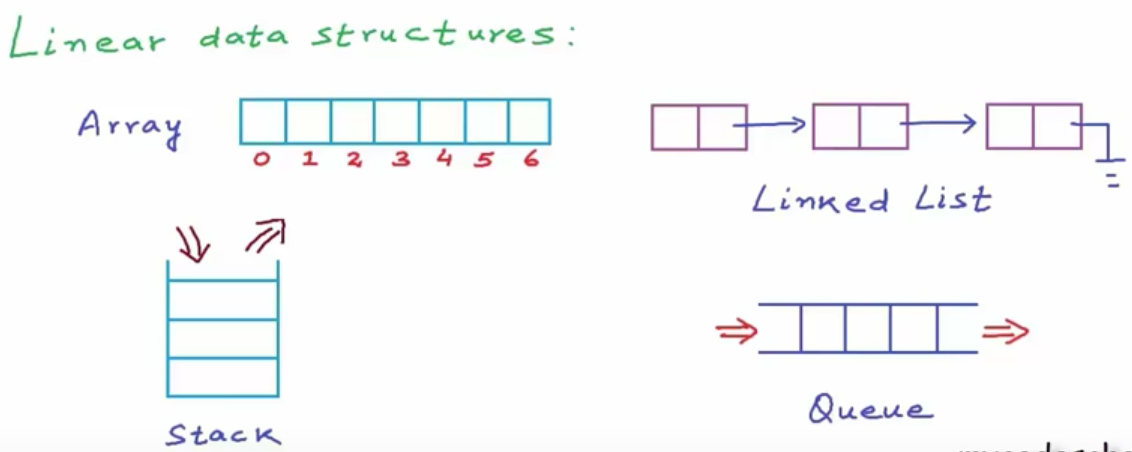 Linear data structures:
Array
0 1 2 3 4 5 6
Linked List
Stack
Queue